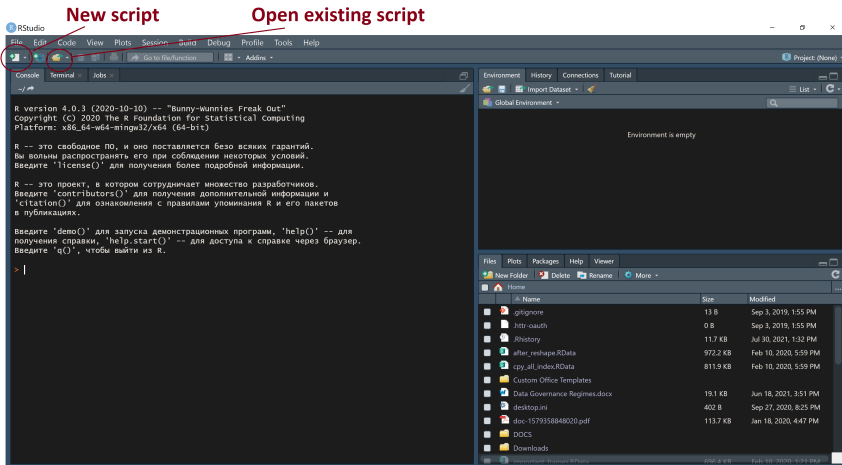 New script
Open existing script
RStudio
File Edit Code View Plots Session Build Debug Profile Tools Help
Go to file/function
Addins
Project: (None)
Console Terminal Jobs
~/
R version 4.0.3 (2020-10-10) -- "Bunny-Wunnies Freak Out"
Copyright (C) 2020 The R Foundation for Statistical Computing
Platform: x86_64-w64-mingw32/x64 (64-bit)
R -- это свободное ПО, и оно поставляется безо всяких гарантий.
Вы вольны распространять его при соблюдении некоторых условий.
Введите 'license()' для получения более подробной информации.
R -- это проект, в котором сотрудничает множество разработчиков.
Введите 'contributors()' для получения дополнительной информации и
'citation()' для ознакомления с правилами упоминания R и его пакетов
в публикациях.
Введите 'demo()' для запуска демонстрационных программ, 'help()' -- для
получения справки, 'help.start()' -- для доступа к справке через браузер.
Введите 'q()', чтобы выйти из R.
>
Environment History Connections Tutorial
Import Dataset
List
Global Environment
Environment is empty
Files Plots Packages Help Viewer
New Folder Delete Rename More
Home
Name Size Modified
.gitignore 13 B Sep 3, 2019, 1:55 PM
.httr-oauth 0 B Sep 3, 2019, 1:55 PM
.Rhistory 11.7 KB Jul 30, 2021, 1:32 PM
after_reshape.RData 972.2 KB Feb 10, 2020, 5:59 PM
cpy_all_index.RData 811.9 KB Feb 10, 2020, 5:59 PM
Custom Office Templates
Data Governance Regimes.docx 19.1 KB Jun 18, 2021, 3:51 PM
desktop.ini 402 B Sep 27, 2020, 8:25 PM
doc-1579358848020.pdf 113.7 KB Jan 18, 2020, 4:47 PM
DOCS
Downloads